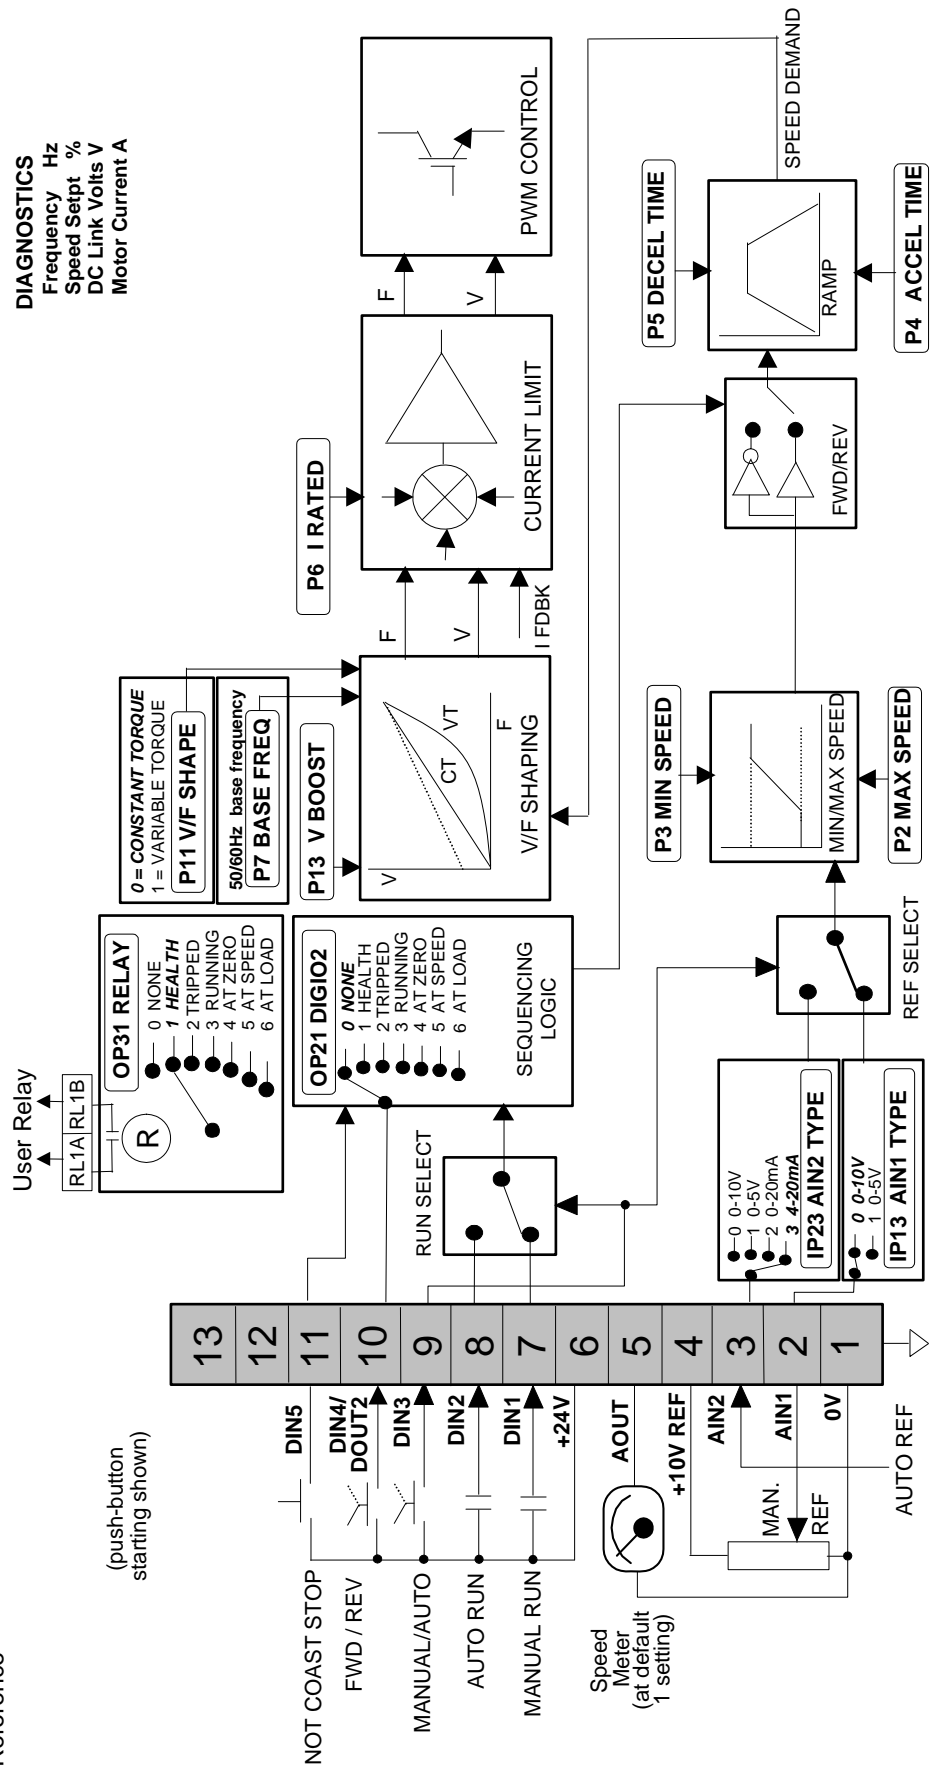 Reference
DIAGNOSTICS
Frequency Hz
Speed Setpt %
DC Link Volts V
Motor Current A
(push-button
starting shown)
User Relay
RL1A RL1B
R
OP31 RELAY
0 NONE
1 HEALTH
2 TRIPPED
3 RUNNING
4 AT ZERO
5 AT SPEED
6 AT LOAD
0 = CONSTANT TORQUE
1 = VARIABLE TORQUE
P11 V/F SHAPE
50/60Hz base frequency
P7 BASE FREQ
P13 V BOOST
V
CT
VT
F
V/F SHAPING
F
V
I FDBK
P6 I RATED
CURRENT LIMIT
F
V
PWM CONTROL
OP21 DIGIO2
0 NONE
1 HEALTH
2 TRIPPED
3 RUNNING
4 AT ZERO
5 AT SPEED
6 AT LOAD
SEQUENCING
LOGIC
RUN SELECT
13
12
11
10
9
8
7
6
5
4
3
2
1
NOT COAST STOP
DIN5
FWD / REV
DIN4/
DOUT2
MANUAL/AUTO
DIN3
AUTO RUN
DIN2
MANUAL RUN
DIN1
+24V
Speed
Meter
(at default
1 setting)
AOUT
+10V REF
AIN2
MAN.
REF
AIN1
0V
AUTO REF
0 0-10V
1 0-5V
2 0-20mA
3 4-20mA
IP23 AIN2 TYPE
0 0-10V
1 0-5V
IP13 AIN1 TYPE
REF SELECT
P3 MIN SPEED
MIN/MAX SPEED
P2 MAX SPEED
FWD/REV
P5 DECEL TIME
RAMP
P4 ACCEL TIME
SPEED DEMAND